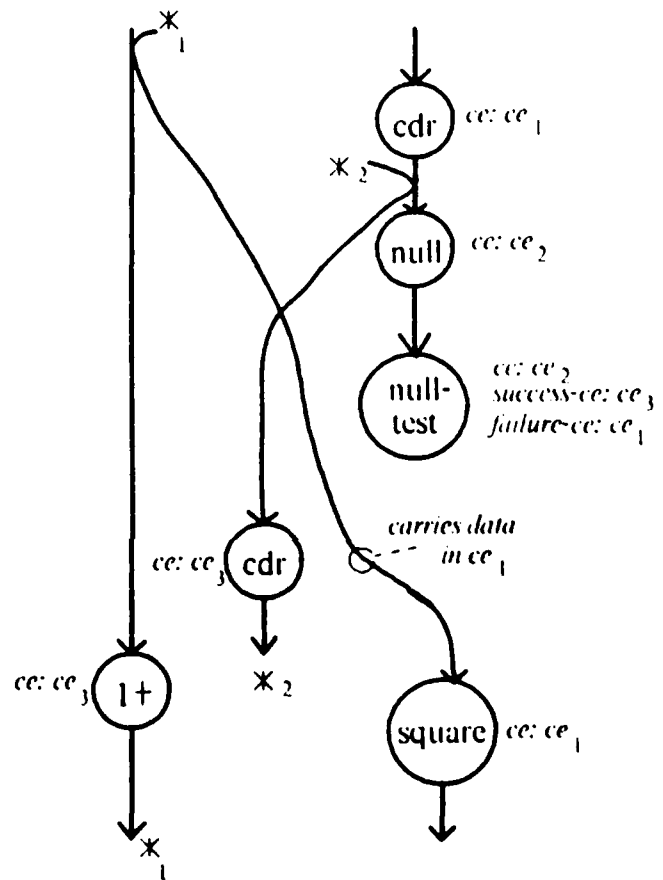 *1
cdr ce: ce1
*2
null ce: ce2
null-
test
ce: ce2
success-ce: ce3
failure-ce: ce1
carries data
in ce1
ce: ce3 cdr
*2
ce: ce3 1+
square ce: ce1
*1